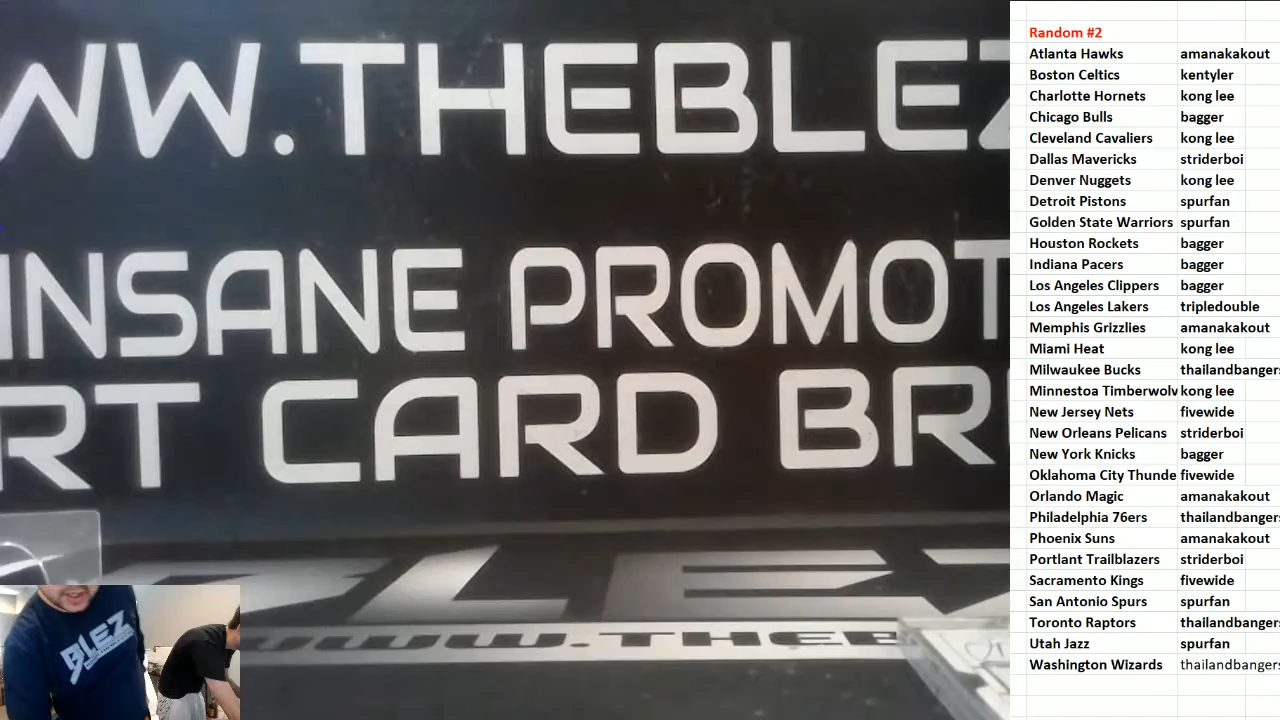 WW.THEBLEZ
INSANE PROMOT
RT CARD BR
BLEZ
www.THEB
BLEZ
Random #2
Atlanta Hawks amanakakout
Boston Celtics kentyler
Charlotte Hornets kong lee
Chicago Bulls bagger
Cleveland Cavaliers kong lee
Dallas Mavericks striderboi
Denver Nuggets kong lee
Detroit Pistons spurfan
Golden State Warriors spurfan
Houston Rockets bagger
Indiana Pacers bagger
Los Angeles Clippers bagger
Los Angeles Lakers tripledouble
Memphis Grizzlies amanakakout
Miami Heat kong lee
Milwaukee Bucks thailandbangers
Minnestoa Timberwolv kong lee
New Jersey Nets fivewide
New Orleans Pelicans striderboi
New York Knicks bagger
Oklahoma City Thunde fivewide
Orlando Magic amanakakout
Philadelphia 76ers thailandbangers
Phoenix Suns amanakakout
Portlant Trailblazers striderboi
Sacramento Kings fivewide
San Antonio Spurs spurfan
Toronto Raptors thailandbangers
Utah Jazz spurfan
Washington Wizards thailandbangers